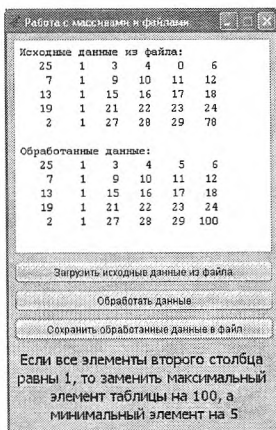 Работа с массивами и файлами
Исходные данные из файла:
25 1 3 4 0 6
7 1 9 10 11 12
13 1 15 16 17 18
19 1 21 22 23 24
2 1 27 28 29 78
Обработанные данные:
25 1 3 4 5 6
7 1 9 10 11 12
13 1 15 16 17 18
19 1 21 22 23 24
2 1 27 28 29 100
Загрузить исходные данные из файла
Обработать данные
Сохранить обработанные данные в файл
Если все элементы второго столбца
равны 1, то заменить максимальный
элемент таблицы на 100, а
минимальный элемент на 5